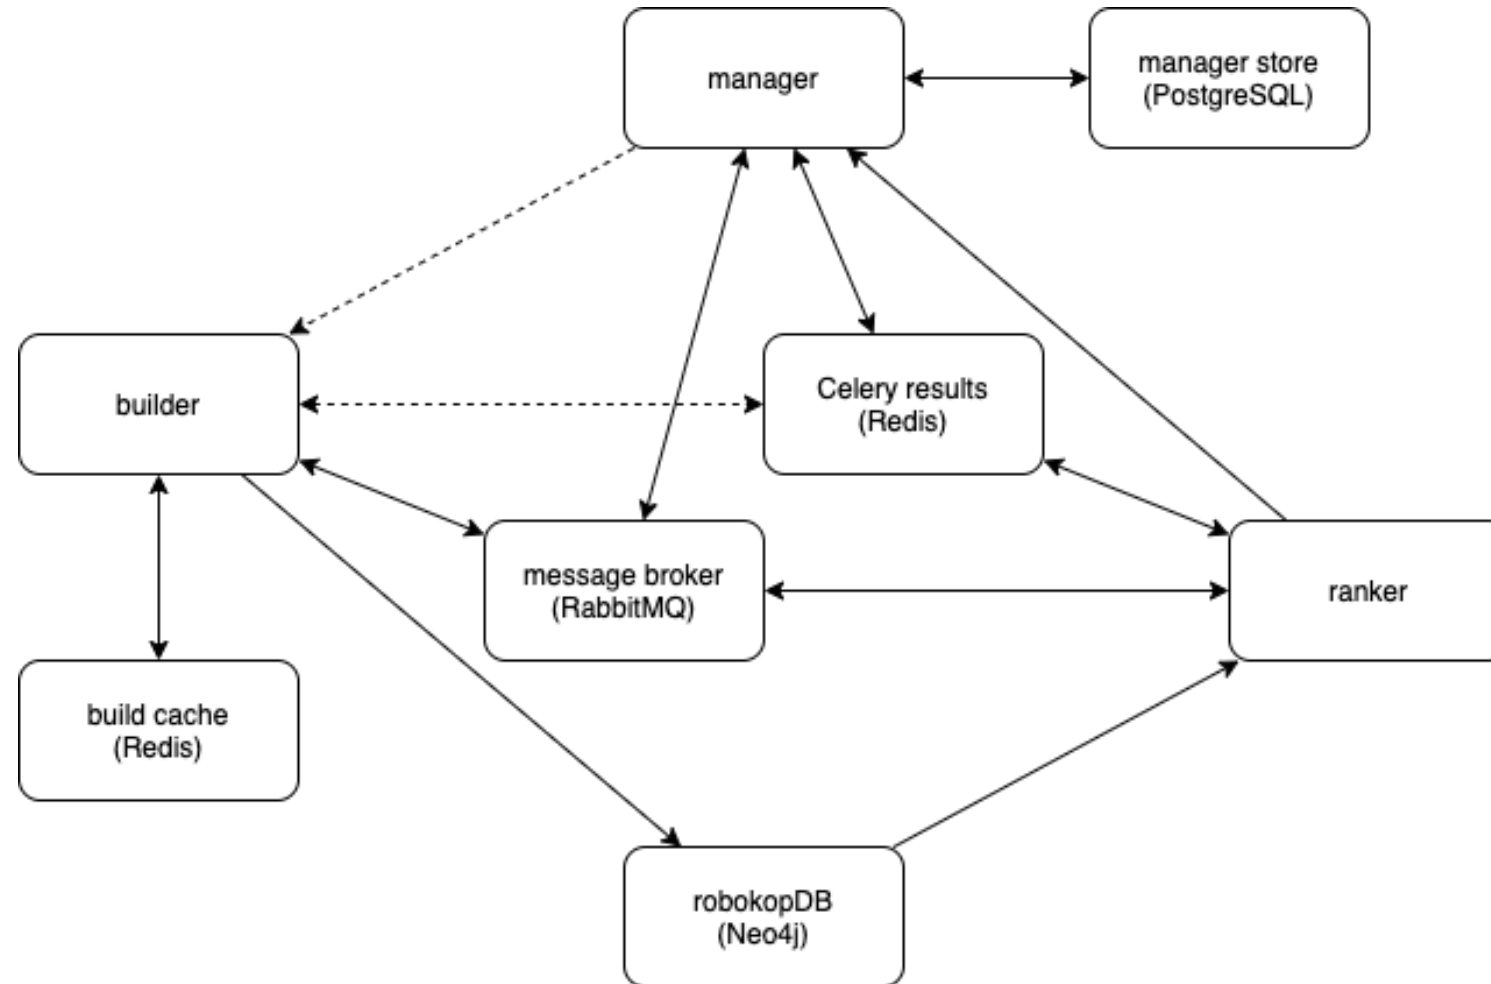 manager
manager store
(PostgreSQL)
builder
Celery results
(Redis)
message broker
(RabbitMQ)
ranker
build cache
(Redis)
robokopDB
(Neo4j)